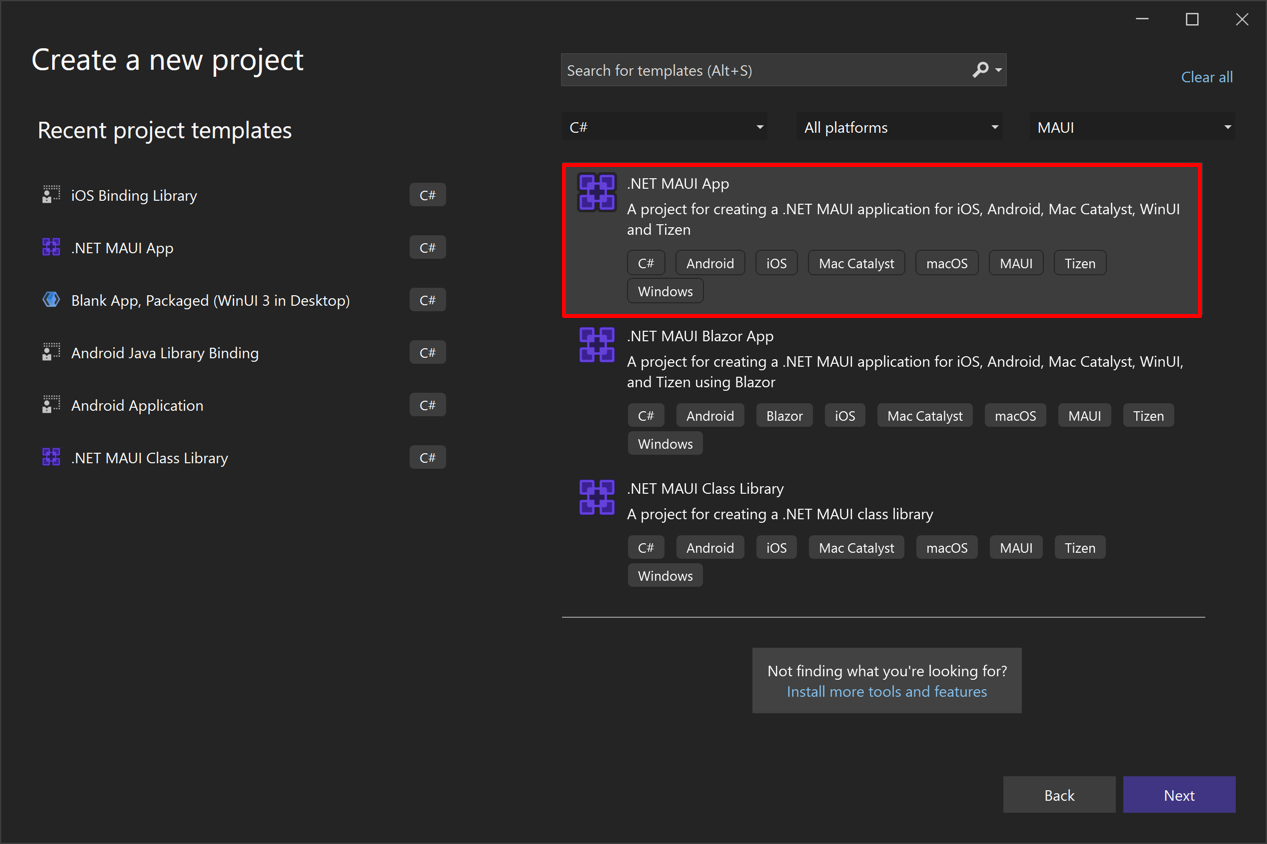 Create a new project
Search for templates (Alt+S)
Clear all
Recent project templates
C#
All platforms
MAUI
iOS Binding Library
C#
.NET MAUI App
C#
Blank App, Packaged (WinUI 3 in Desktop)
C#
Android Java Library Binding
C#
Android Application
C#
.NET MAUI Class Library
C#
.NET MAUI App
A project for creating a .NET MAUI application for iOS, Android, Mac Catalyst, WinUI
and Tizen
C# Android iOS Mac Catalyst macOS MAUI Tizen
Windows
.NET MAUI Blazor App
A project for creating a .NET MAUI application for iOS, Android, Mac Catalyst, WinUI,
and Tizen using Blazor
C# Android Blazor iOS Mac Catalyst macOS MAUI Tizen
Windows
.NET MAUI Class Library
A project for creating a .NET MAUI class library
C# Android iOS Mac Catalyst macOS MAUI Tizen
Windows
Not finding what you're looking for?
Install more tools and features
Back
Next